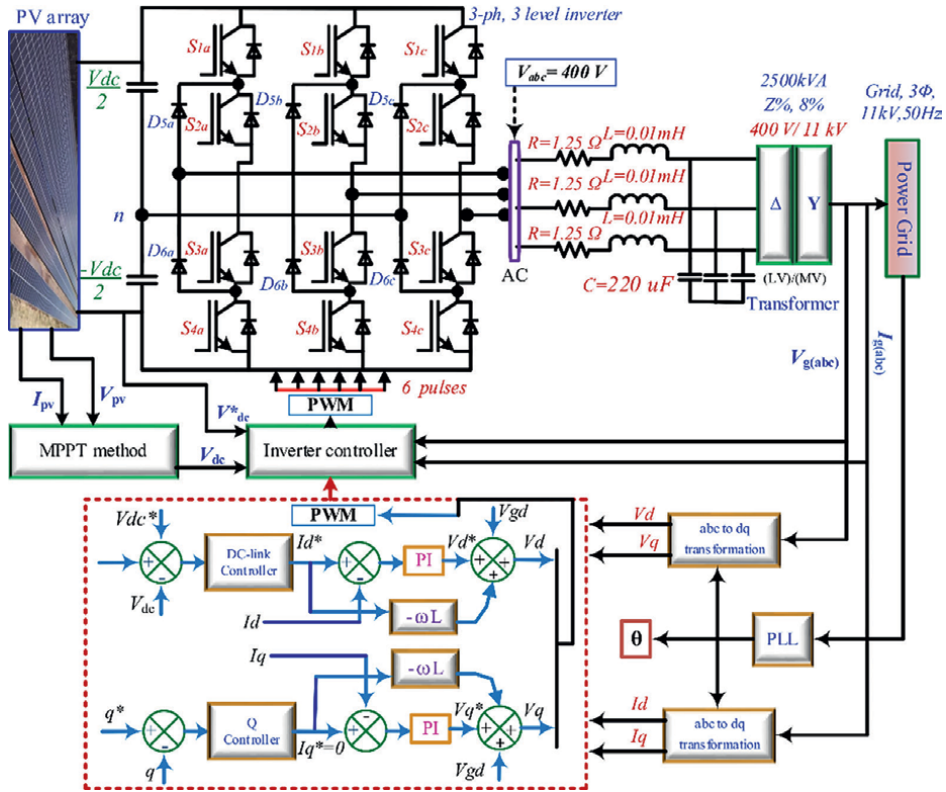 PV array
3-ph, 3 level inverter
S1a
S1b
S1c
Vabc= 400 V
Vdc
2
D5a
S2a
D5b
S2b
D5c
S2c
2500kVA
Z%, 8%
400 V/ 11 kV
Grid, 3Φ,
11kV,50Hz
R=1.25 Ω
L=0.01mH
R=1.25 Ω
L=0.01mH
R=1.25 Ω
L=0.01mH
Δ
Y
Power Grid
n
AC
-Vdc
2
D6a
S3a
D6b
S3b
D6c
S3c
C=220 uF
(LV)/(MV)
Transformer
S4a
S4b
S4c
6 pulses
PWM
Ipv
Vpv
V*dc
Vg(abc)
Ig(abc)
MPPT method
Vdc
Inverter controller
PWM
Vdc*
+
-
Vdc
DC-link
Controller
Id*
+
-
Id
PI
Vd*
Vgd
+
+
+
Vd
- ωL
Iq
- ωL
q*
+
-
q
Q
Controller
Iq*=0
-
+
PI
Vq*
+
+
+
Vq
Vgd
Vd
Vq
abc to dq
transformation
θ
PLL
Id
Iq
abc to dq
transformation